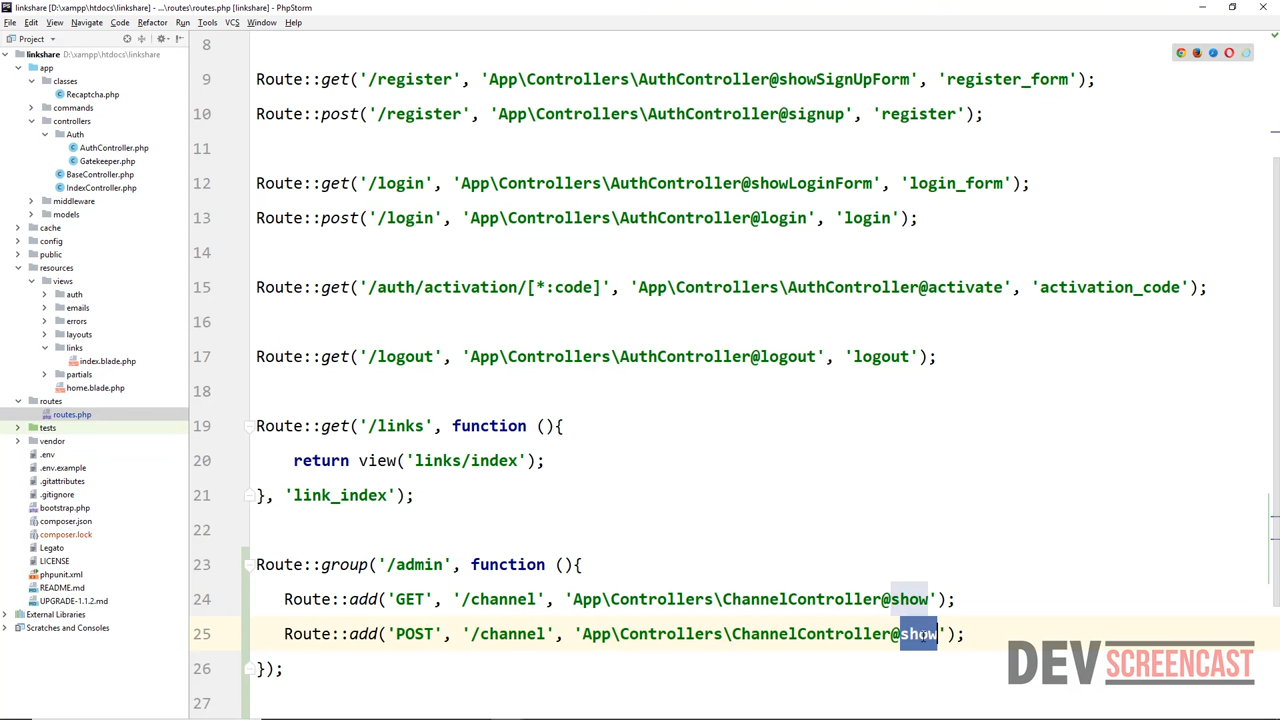 linkshare [D:\xampp\htdocs\linkshare] - ...\routes\routes.php [linkshare] - PhpStorm
File Edit View Navigate Code Refactor Run Tools VCS Window Help
Project
linkshare D:\xampp\htdocs\linkshare
app
classes
Recaptcha.php
commands
controllers
Auth
AuthController.php
Gatekeeper.php
BaseController.php
IndexController.php
middleware
models
cache
config
public
resources
views
auth
emails
errors
layouts
links
index.blade.php
partials
home.blade.php
routes
routes.php
tests
vendor
.env
.env.example
.gitattributes
.gitignore
bootstrap.php
composer.json
composer.lock
Legato
LICENSE
phpunit.xml
README.md
UPGRADE-1.1.2.md
External Libraries
Scratches and Consoles
8
9 Route::get('/register', 'App\Controllers\AuthController@showSignUpForm', 'register_form');
10 Route::post('/register', 'App\Controllers\AuthController@signup', 'register');
11
12 Route::get('/login', 'App\Controllers\AuthController@showLoginForm', 'login_form');
13 Route::post('/login', 'App\Controllers\AuthController@login', 'login');
14
15 Route::get('/auth/activation/[*:code]', 'App\Controllers\AuthController@activate', 'activation_code');
16
17 Route::get('/logout', 'App\Controllers\AuthController@logout', 'logout');
18
19 Route::get('/links', function (){
20 return view('links/index');
21 }, 'link_index');
22
23 Route::group('/admin', function (){
24 Route::add('GET', '/channel', 'App\Controllers\ChannelController@show');
25 Route::add('POST', '/channel', 'App\Controllers\ChannelController@show');
26 });
27
DEVSCREENCAST